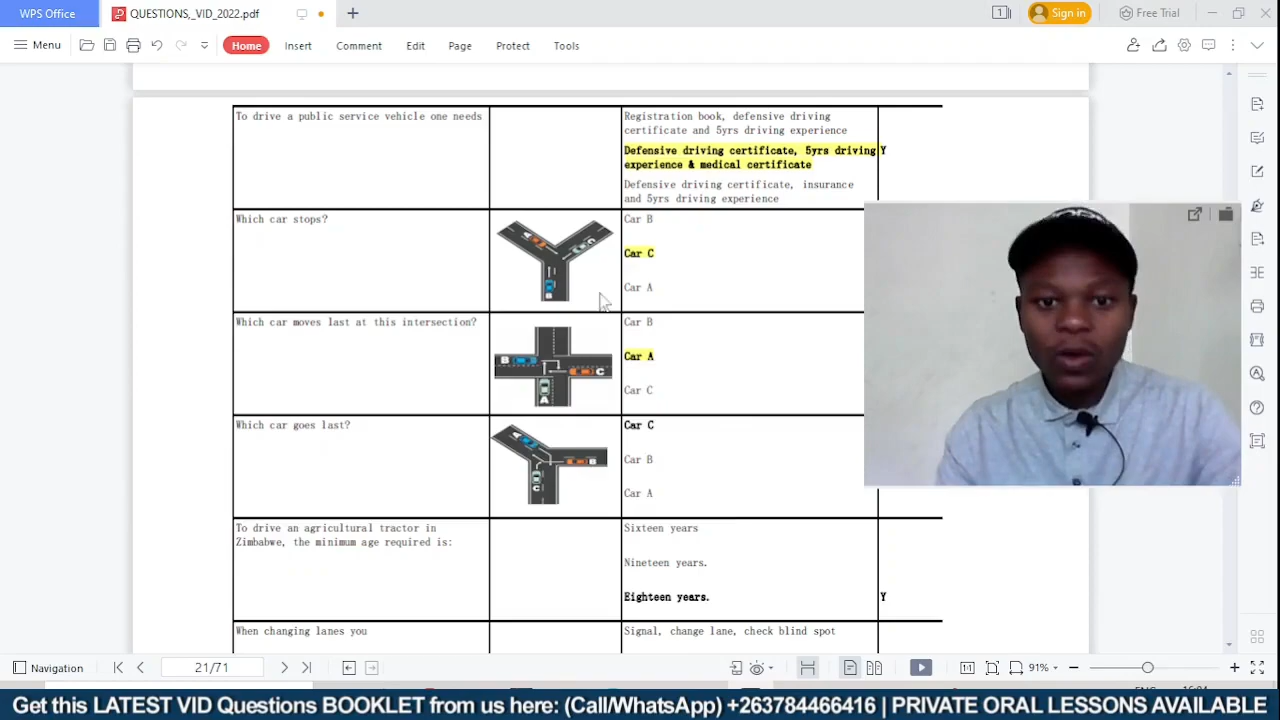 WPS Office
QUESTIONS,_VID_2022.pdf
Sign in
Free Trial
Menu
Home
Insert
Comment
Edit
Page
Protect
Tools
To drive a public service vehicle one needs
Registration book, defensive driving
certificate and 5yrs driving experience
Defensive driving certificate, 5yrs driving Y
experience & medical certificate
Defensive driving certificate, insurance
and 5yrs driving experience
Which car stops?
A
C
B
Car B
Car C
Car A
Which car moves last at this intersection?
B
C
A
Car B
Car A
Car C
Which car goes last?
A
B
C
Car C
Car B
Car A
To drive an agricultural tractor in
Zimbabwe, the minimum age required is:
Sixteen years
Nineteen years.
Eighteen years. Y
When changing lanes you
Signal, change lane, check blind spot
Navigation
21/71
1:1
91%
Get this LATEST VID Questions BOOKLET from us here: (Call/WhatsApp) +263784466416 | PRIVATE ORAL LESSONS AVAILABLE